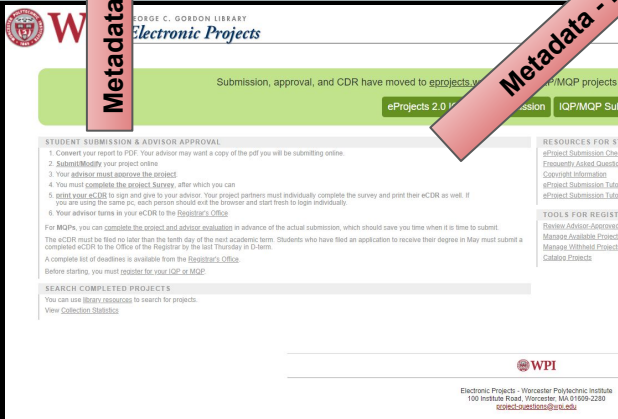 WPI
GEORGE C. GORDON LIBRARY
Electronic Projects
Metadata
Metadata -
Submission, approval, and CDR have moved to eprojects.w P/MQP projects
eProjects 2.0 ssion
IQP/MQP Su
STUDENT SUBMISSION & ADVISOR APPROVAL
1. Convert your report to PDF. Your advisor may want a copy of the pdf you will be submitting online.
2. Submit/Modify your project online
3. Your advisor must approve the project.
4. You must complete the project Survey, after which you can
5. print your eCDR to sign and give to your advisor. Your project partners must individually complete the survey and print their eCDR as well. If
you are using the same pc, each person should exit the browser and start fresh to login individually.
6. Your advisor turns in your eCDR to the Registrar's Office
For MQPs, you can complete the project and advisor evaluation in advance of the actual submission, which should save you time when it is time to submit.
The eCDR must be filed no later than the tenth day of the next academic term. Students who have filed an application to receive their degree in May must submit a
completed eCDR to the Office of the Registrar by the last Thursday in D-term.
A complete list of deadlines is available from the Registrar's Office.
Before starting, you must register for your IQP or MQP.
SEARCH COMPLETED PROJECTS
You can use library resources to search for projects.
View Collection Statistics
RESOURCES FOR S
eProject Submission Che
Frequently Asked Questio
Copyright Information
eProject Submission Tuto
eProject Submission Tuto
TOOLS FOR REGIST
Review Advisor-Approved
Manage Available Project
Manage Withheld Project
Catalog Projects
WPI
Electronic Projects - Worcester Polytechnic Institute
100 Institute Road, Worcester, MA 01609-2280
project-questions@wpi.edu